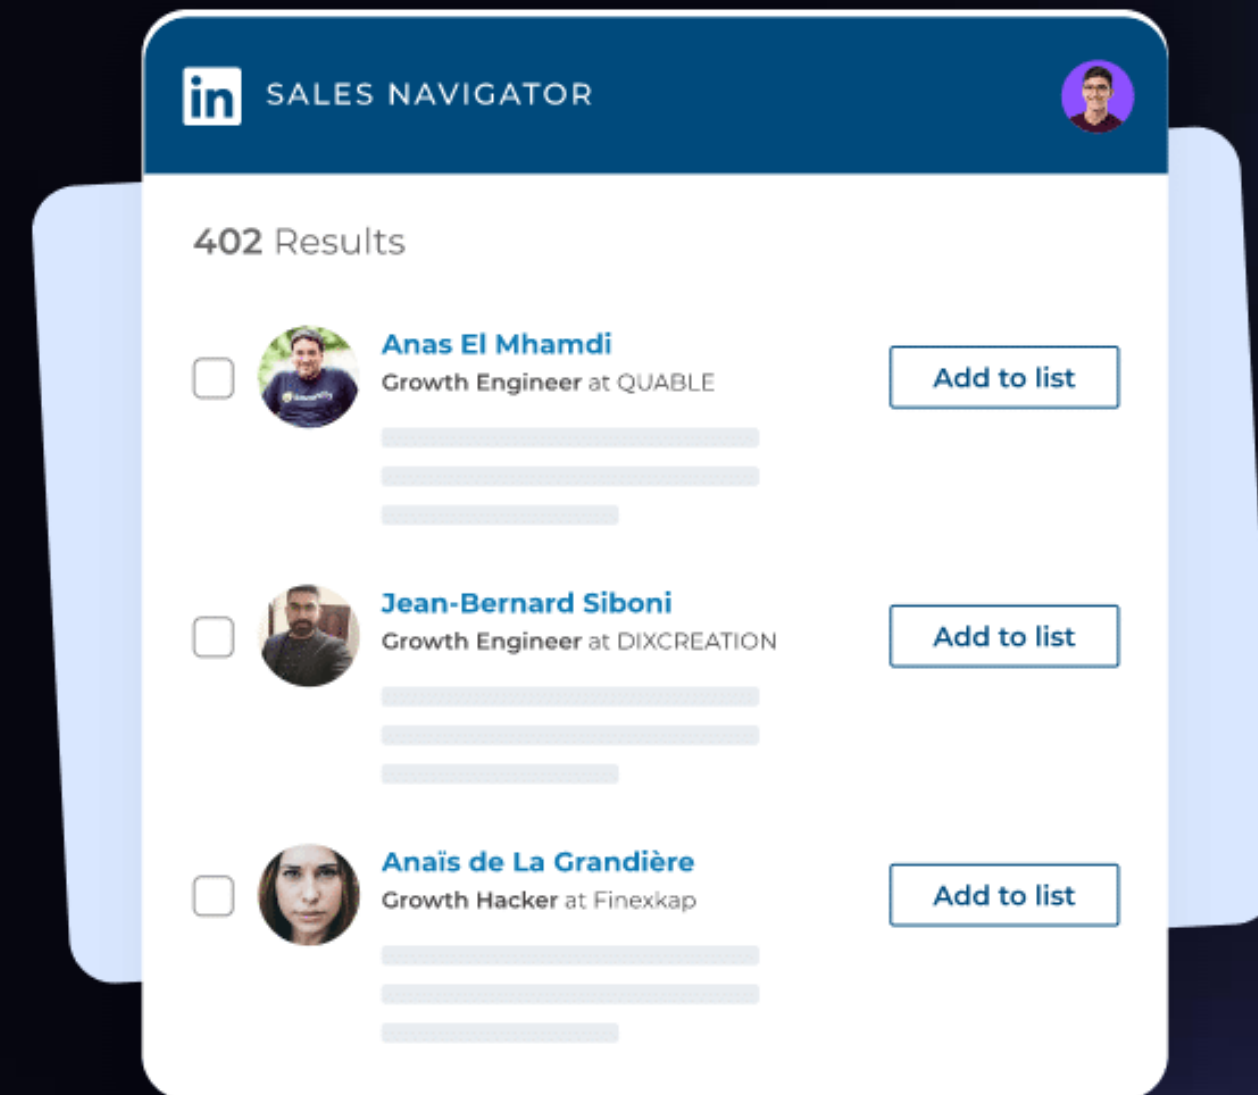 in SALES NAVIGATOR
402 Results
Anas El Mhamdi
Growth Engineer at QUABLE
Add to list
Jean-Bernard Siboni
Growth Engineer at DIXCREATION
Add to list
Anaïs de La Grandière
Growth Hacker at Finexkap
Add to list